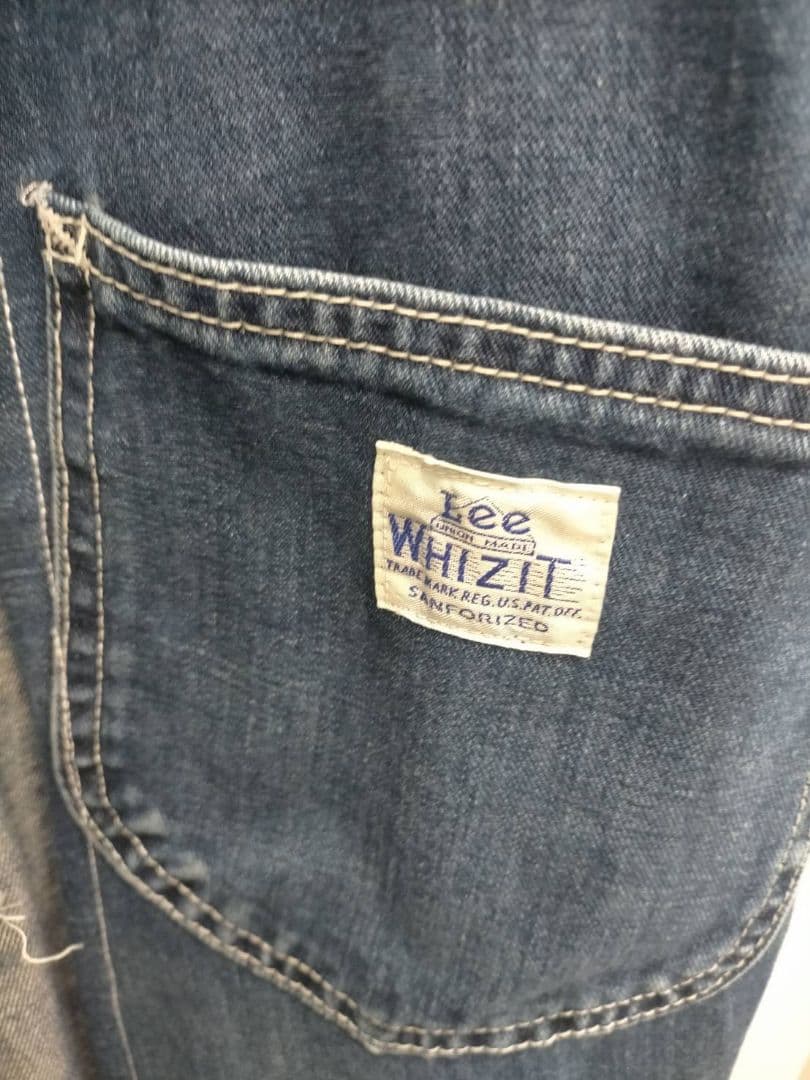 Lee
UNION MADE
WHIZIT
TRADE MARK REG. U.S. PAT. OFF.
SANFORIZED